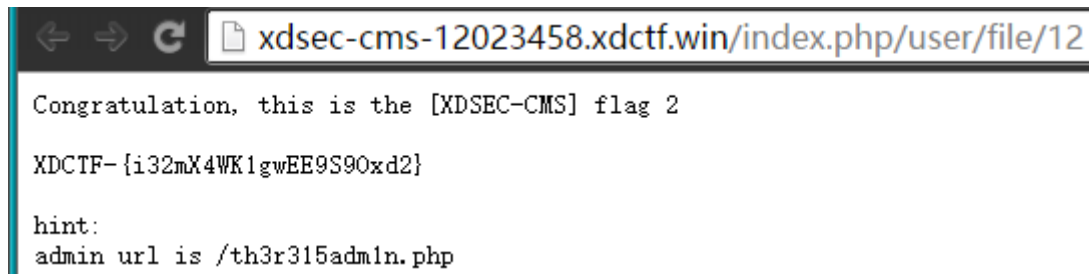 xdsec-cms-12023458.xdctf.win/index.php/user/file/12
Congratulation, this is the [XDSEC-CMS] flag 2
XDCTF-{i32mX4WK1gwEE9S9Oxd2}
hint:
admin url is /th3r315adm1n.php